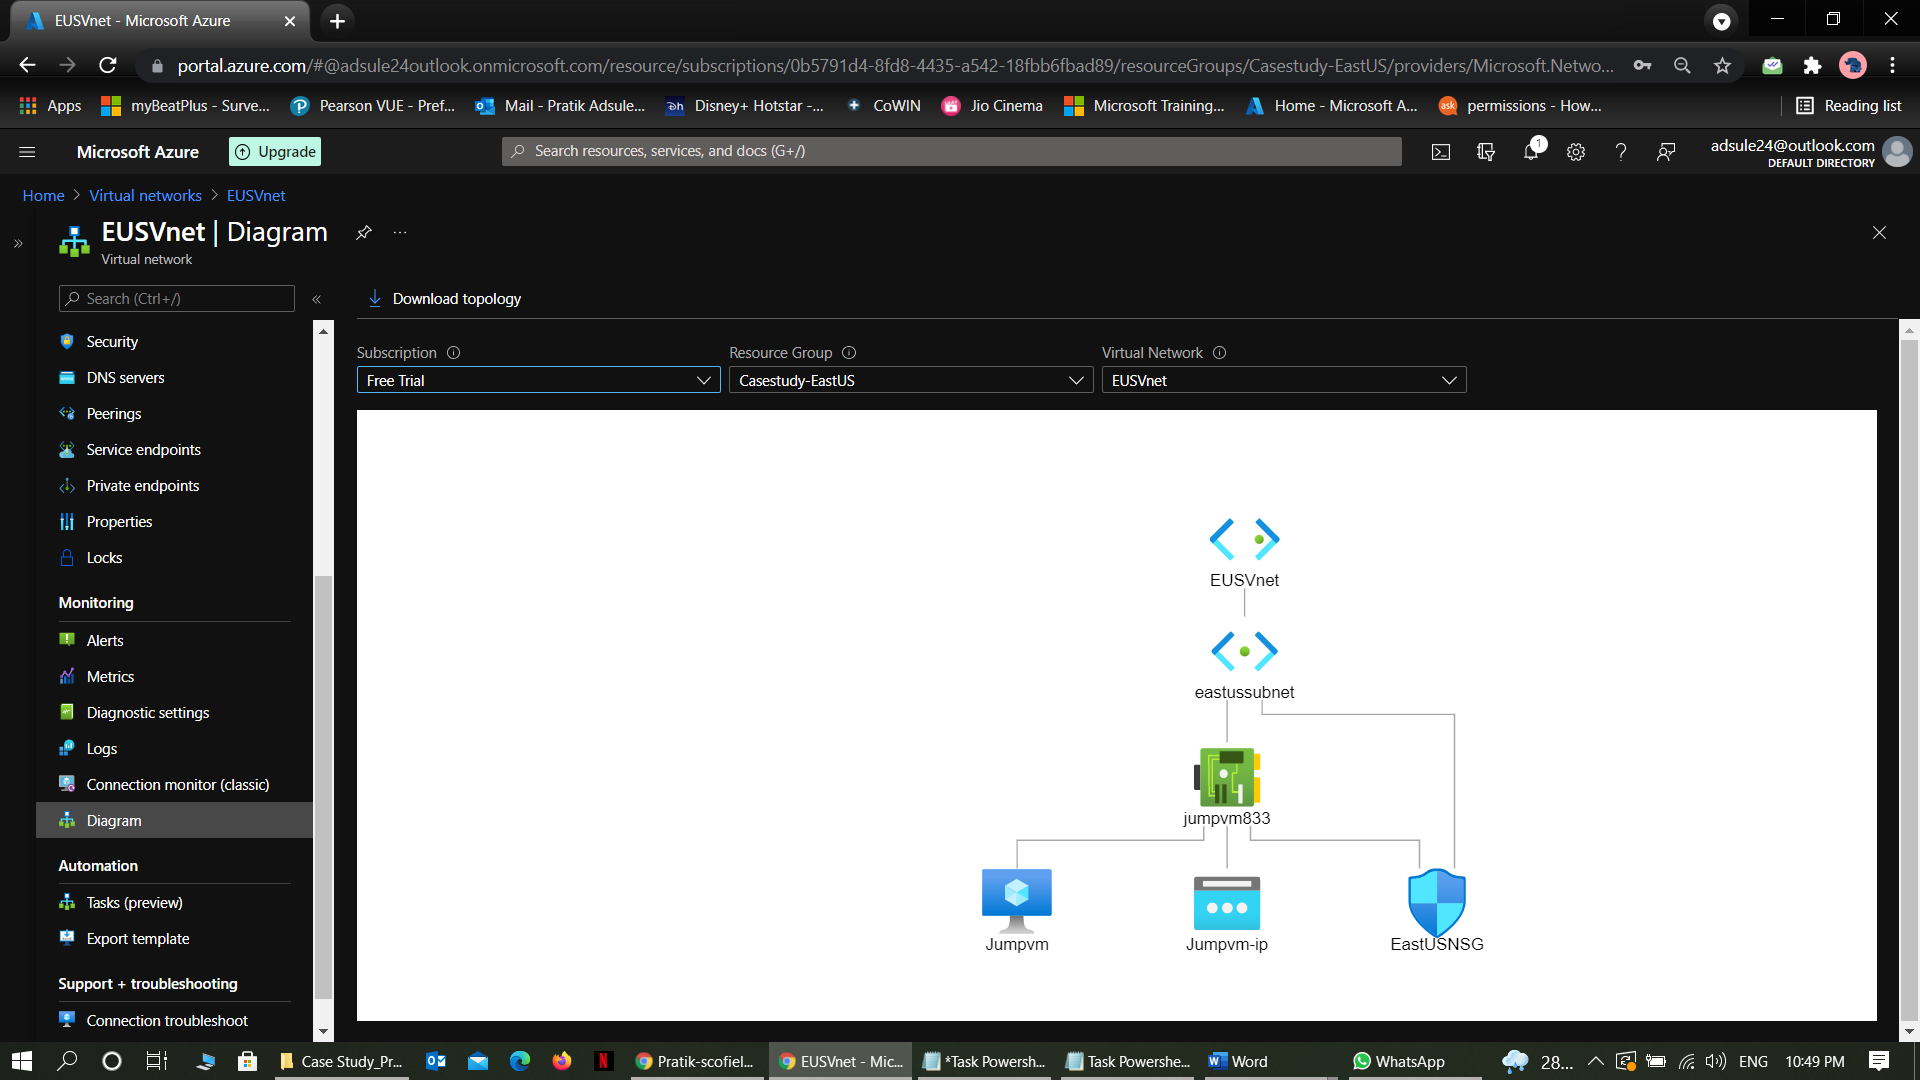 EUSVnet - Microsoft Azure
portal.azure.com/#@adsule24outlook.onmicrosoft.com/resource/subscriptions/0b5791d4-8fd8-4435-a542-18fbb6fbad89/resourceGroups/Casestudy-EastUS/providers/Microsoft.Netwo...
Apps
myBeatPlus - Surve...
Pearson VUE - Pref...
Mail - Pratik Adsule...
Disney+ Hotstar -...
CoWIN
Jio Cinema
Microsoft Training...
Home - Microsoft A...
permissions - How...
Reading list
Microsoft Azure
Upgrade
Search resources, services, and docs (G+/)
1
adsule24@outlook.com
DEFAULT DIRECTORY
Home > Virtual networks > EUSVnet
EUSVnet | Diagram
Virtual network
Search (Ctrl+/)
Download topology
Security
DNS servers
Peerings
Service endpoints
Private endpoints
Properties
Locks
Monitoring
Alerts
Metrics
Diagnostic settings
Logs
Connection monitor (classic)
Diagram
Automation
Tasks (preview)
Export template
Support + troubleshooting
Connection troubleshoot
Subscription
Free Trial
Resource Group
Casestudy-EastUS
Virtual Network
EUSVnet
EUSVnet
eastussubnet
jumpvm833
Jumpvm
Jumpvm-ip
EastUSNSG
Case Study_Pr...
Pratik-scofiel...
EUSVnet - Mic...
*Task Powersh...
Task Powershe...
Word
WhatsApp
28...
ENG
10:49 PM